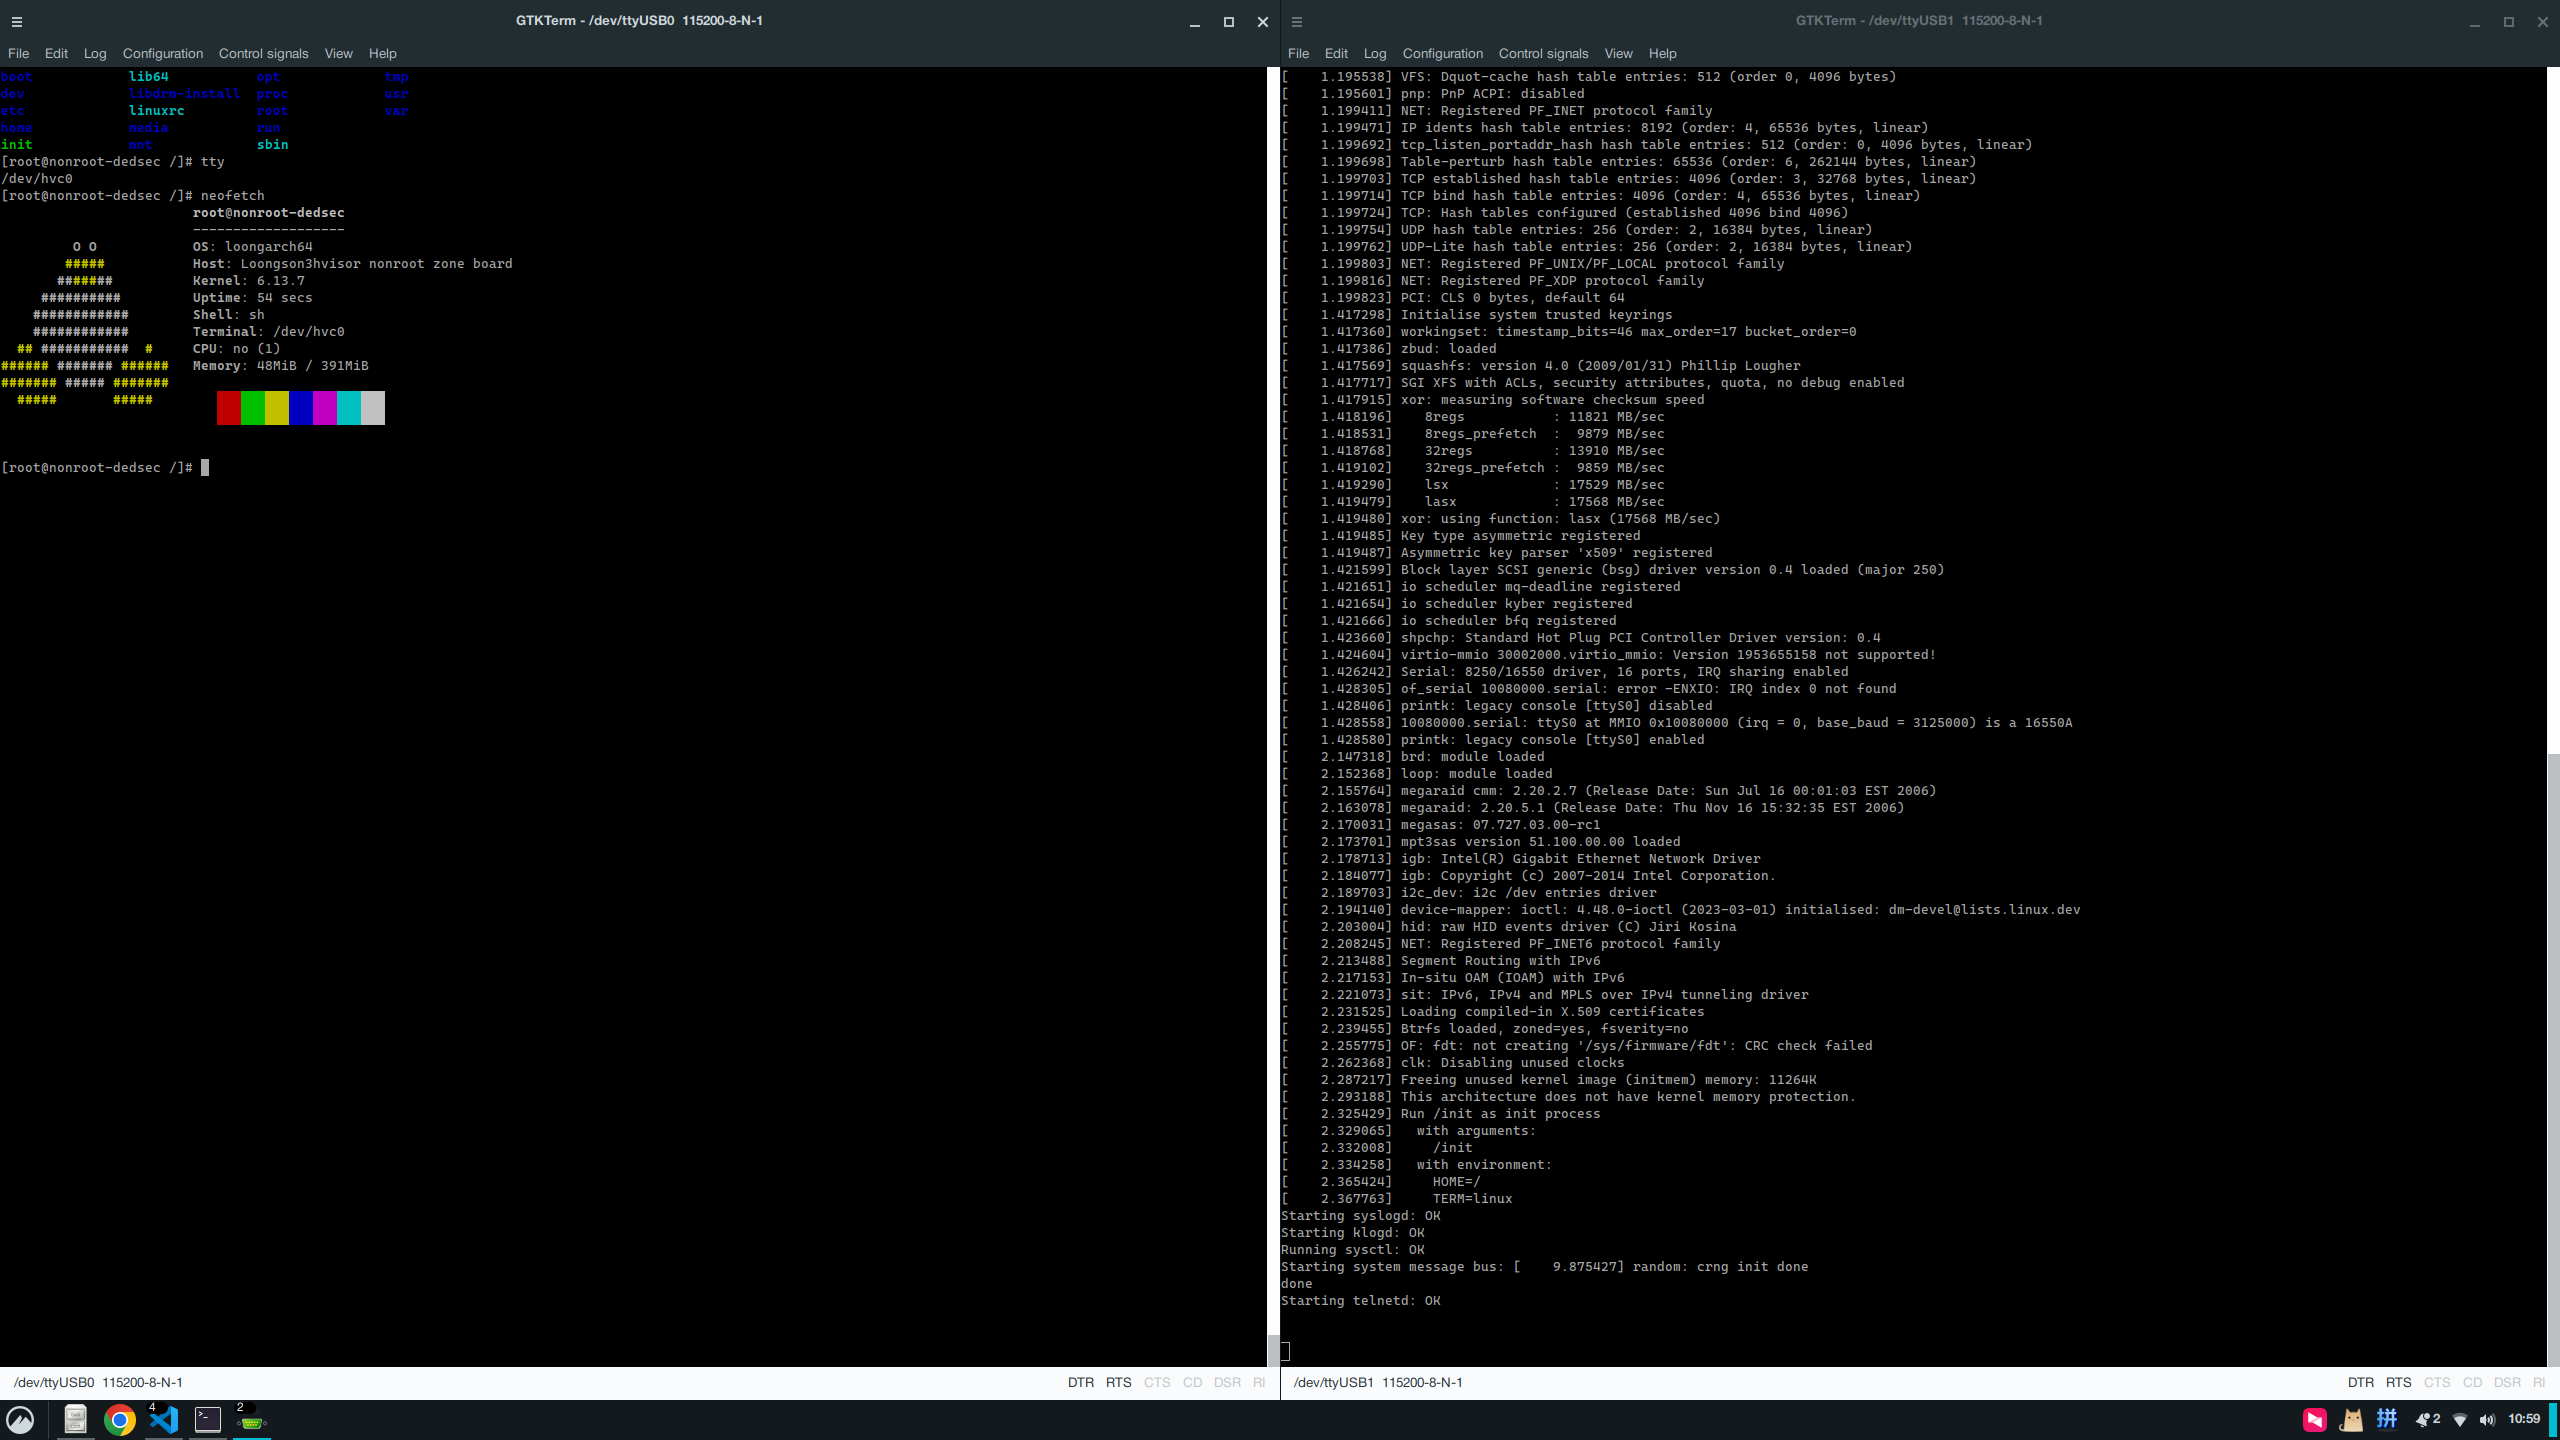 GTKTerm - /dev/ttyUSB0  115200-8-N-1
File Edit Log Configuration Control signals View Help
boot            lib64           opt             tmp
dev             libdrm-install  proc            usr
etc             linuxrc         root            var
home            media           run
init            mnt             sbin
[root@nonroot-dedsec /]# tty
/dev/hvc0
[root@nonroot-dedsec /]# neofetch
                        root@nonroot-dedsec
                        -------------------
         O O            OS: loongarch64
        #####           Host: Loongson3hvisor nonroot zone board
       #######          Kernel: 6.13.7
     ##########         Uptime: 54 secs
    ############        Shell: sh
    ############        Terminal: /dev/hvc0
  ## ###########  #     CPU: no (1)
###### ####### ######   Memory: 48MiB / 391MiB
####### ##### #######
  #####       #####
[root@nonroot-dedsec /]#
/dev/ttyUSB0  115200-8-N-1
DTR RTS CTS CD DSR RI
GTKTerm - /dev/ttyUSB1  115200-8-N-1
File Edit Log Configuration Control signals View Help
[    1.195538] VFS: Dquot-cache hash table entries: 512 (order 0, 4096 bytes)
[    1.195601] pnp: PnP ACPI: disabled
[    1.199411] NET: Registered PF_INET protocol family
[    1.199471] IP idents hash table entries: 8192 (order: 4, 65536 bytes, linear)
[    1.199692] tcp_listen_portaddr_hash hash table entries: 512 (order: 0, 4096 bytes, linear)
[    1.199698] Table-perturb hash table entries: 65536 (order: 6, 262144 bytes, linear)
[    1.199703] TCP established hash table entries: 4096 (order: 3, 32768 bytes, linear)
[    1.199714] TCP bind hash table entries: 4096 (order: 4, 65536 bytes, linear)
[    1.199724] TCP: Hash tables configured (established 4096 bind 4096)
[    1.199754] UDP hash table entries: 256 (order: 2, 16384 bytes, linear)
[    1.199762] UDP-Lite hash table entries: 256 (order: 2, 16384 bytes, linear)
[    1.199803] NET: Registered PF_UNIX/PF_LOCAL protocol family
[    1.199816] NET: Registered PF_XDP protocol family
[    1.199823] PCI: CLS 0 bytes, default 64
[    1.417298] Initialise system trusted keyrings
[    1.417360] workingset: timestamp_bits=46 max_order=17 bucket_order=0
[    1.417386] zbud: loaded
[    1.417569] squashfs: version 4.0 (2009/01/31) Phillip Lougher
[    1.417717] SGI XFS with ACLs, security attributes, quota, no debug enabled
[    1.417915] xor: measuring software checksum speed
[    1.418196]    8regs           : 11821 MB/sec
[    1.418531]    8regs_prefetch  :  9879 MB/sec
[    1.418768]    32regs          : 13910 MB/sec
[    1.419102]    32regs_prefetch :  9859 MB/sec
[    1.419290]    lsx             : 17529 MB/sec
[    1.419479]    lasx            : 17568 MB/sec
[    1.419480] xor: using function: lasx (17568 MB/sec)
[    1.419485] Key type asymmetric registered
[    1.419487] Asymmetric key parser 'x509' registered
[    1.421599] Block layer SCSI generic (bsg) driver version 0.4 loaded (major 250)
[    1.421651] io scheduler mq-deadline registered
[    1.421654] io scheduler kyber registered
[    1.421666] io scheduler bfq registered
[    1.423660] shpchp: Standard Hot Plug PCI Controller Driver version: 0.4
[    1.424604] virtio-mmio 30002000.virtio_mmio: Version 1953655158 not supported!
[    1.426242] Serial: 8250/16550 driver, 16 ports, IRQ sharing enabled
[    1.428305] of_serial 10080000.serial: error -ENXIO: IRQ index 0 not found
[    1.428406] printk: legacy console [ttyS0] disabled
[    1.428558] 10080000.serial: ttyS0 at MMIO 0x10080000 (irq = 0, base_baud = 3125000) is a 16550A
[    1.428580] printk: legacy console [ttyS0] enabled
[    2.147318] brd: module loaded
[    2.152368] loop: module loaded
[    2.155764] megaraid cmm: 2.20.2.7 (Release Date: Sun Jul 16 00:01:03 EST 2006)
[    2.163078] megaraid: 2.20.5.1 (Release Date: Thu Nov 16 15:32:35 EST 2006)
[    2.170031] megasas: 07.727.03.00-rc1
[    2.173701] mpt3sas version 51.100.00.00 loaded
[    2.178713] igb: Intel(R) Gigabit Ethernet Network Driver
[    2.184077] igb: Copyright (c) 2007-2014 Intel Corporation.
[    2.189703] i2c_dev: i2c /dev entries driver
[    2.194140] device-mapper: ioctl: 4.48.0-ioctl (2023-03-01) initialised: dm-devel@lists.linux.dev
[    2.203004] hid: raw HID events driver (C) Jiri Kosina
[    2.208245] NET: Registered PF_INET6 protocol family
[    2.213488] Segment Routing with IPv6
[    2.217153] In-situ OAM (IOAM) with IPv6
[    2.221073] sit: IPv6, IPv4 and MPLS over IPv4 tunneling driver
[    2.231525] Loading compiled-in X.509 certificates
[    2.239455] Btrfs loaded, zoned=yes, fsverity=no
[    2.255775] OF: fdt: not creating '/sys/firmware/fdt': CRC check failed
[    2.262368] clk: Disabling unused clocks
[    2.287217] Freeing unused kernel image (initmem) memory: 11264K
[    2.293188] This architecture does not have kernel memory protection.
[    2.325429] Run /init as init process
[    2.329065]   with arguments:
[    2.332008]     /init
[    2.334258]   with environment:
[    2.365424]     HOME=/
[    2.367763]     TERM=linux
Starting syslogd: OK
Starting klogd: OK
Running sysctl: OK
Starting system message bus: [    9.875427] random: crng init done
done
Starting telnetd: OK
/dev/ttyUSB1  115200-8-N-1
DTR RTS CTS CD DSR RI
4 2 拼 2 10:59